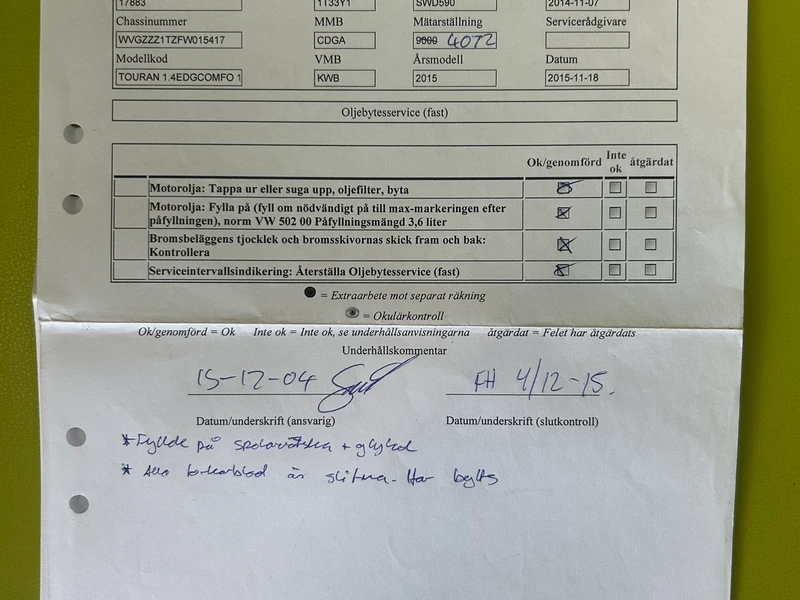 17883 1T33Y1 SWD590 2014-11-07
Chassinummer MMB Mätarställning Servicerådgivare
WVGZZZ1TZFW015417 CDGA 9000 4072
Modellkod VMB Årsmodell Datum
TOURAN 1.4EDGCOMFO 1 KWB 2015 2015-11-18
Oljebytesservice (fast)
Ok/genomförd Inte ok åtgärdat
Motorolja: Tappa ur eller suga upp, oljefilter, byta
Motorolja: Fylla på (fyll om nödvändigt på till max-markeringen efter
påfyllningen), norm VW 502 00 Påfyllningsmängd 3,6 liter
Bromsbeläggens tjocklek och bromsskivornas skick fram och bak:
Kontrollera
Serviceintervallsindikering: Återställa Oljebytesservice (fast)
= Extraarbete mot separat räkning
= Okulärkontroll
Ok/genomförd = Ok Inte ok = Inte ok, se underhållsanvisningarna åtgärdat = Felet har åtgärdats
Underhållskommentar
15-12-04 FH 4/12-15.
Datum/underskrift (ansvarig) Datum/underskrift (slutkontroll)
* Fyllde på spolarvätska + glykol
* Alla torkarblad är slitna. Har bytts